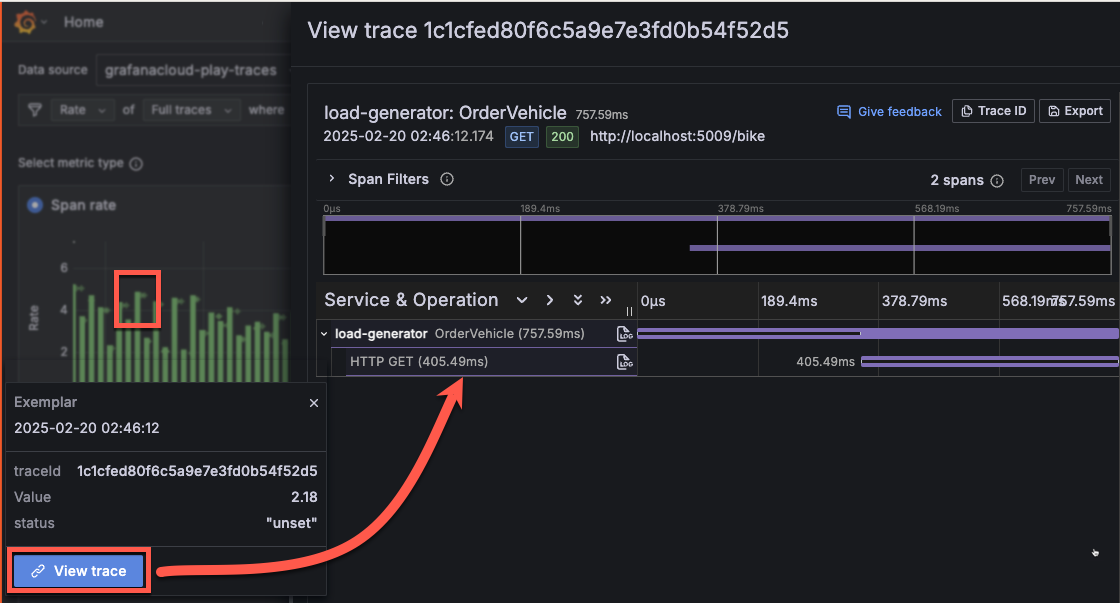 Home
View trace 1c1cfed80f6c5a9e7e3fd0b54f52d5
Data source grafanacloud-play-traces
Rate of Full traces where
Select metric type
Span rate
6
4
2
Rate
load-generator: OrderVehicle 757.59ms
Give feedback Trace ID Export
2025-02-20 02:46:12.174 GET 200 http://localhost:5009/bike
Span Filters
2 spans Prev Next
0μs 189.4ms 378.79ms 568.19ms 757.59ms
Service & Operation
0μs 189.4ms 378.79ms 568.19ms 757.59ms
load-generator OrderVehicle (757.59ms) LOG
HTTP GET (405.49ms) LOG 405.49ms
Exemplar
2025-02-20 02:46:12
traceId 1c1cfed80f6c5a9e7e3fd0b54f52d5
Value 2.18
status "unset"
View trace